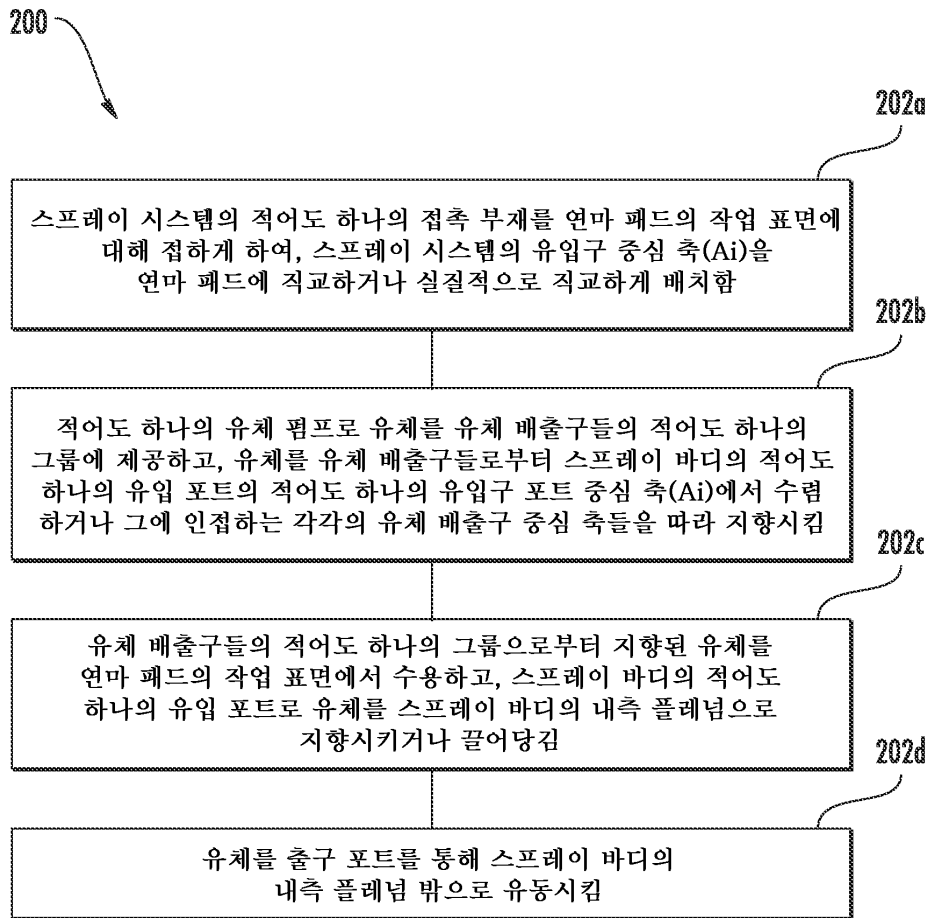 200
202a
스프레이 시스템의 적어도 하나의 접촉 부재를 연마 패드의 작업 표면에
대해 접하게 하여, 스프레이 시스템의 유입구 중심 축(Ai)을
연마 패드에 직교하거나 실질적으로 직교하게 배치함
202b
적어도 하나의 유체 펌프로 유체를 유체 배출구들의 적어도 하나의
그룹에 제공하고, 유체를 유체 배출구들로부터 스프레이 바디의 적어도
하나의 유입 포트의 적어도 하나의 유입구 포트 중심 축(Ai)에서 수렴
하거나 그에 인접하는 각각의 유체 배출구 중심 축들을 따라 지향시킴
202c
유체 배출구들의 적어도 하나의 그룹으로부터 지향된 유체를
연마 패드의 작업 표면에서 수용하고, 스프레이 바디의 적어도
하나의 유입 포트로 유체를 스프레이 바디의 내측 플레넘으로
지향시키거나 끌어당김
202d
유체를 출구 포트를 통해 스프레이 바디의
내측 플레넘 밖으로 유동시킴